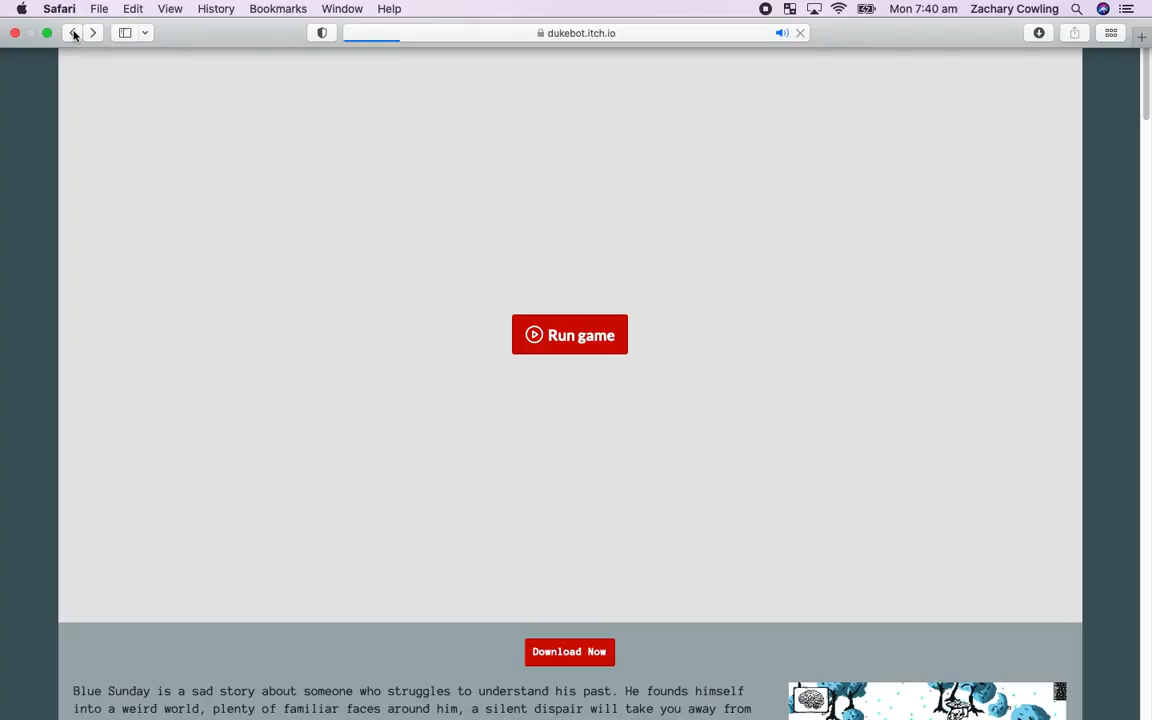 Safari File Edit View History Bookmarks Window Help Mon 7:40 am Zachary Cowling
dukebot.itch.io
Run game
Download Now
Blue Sunday is a sad story about someone who struggles to understand his past. He founds himself
into a weird world, plenty of familiar faces around him, a silent dispair will take you away from